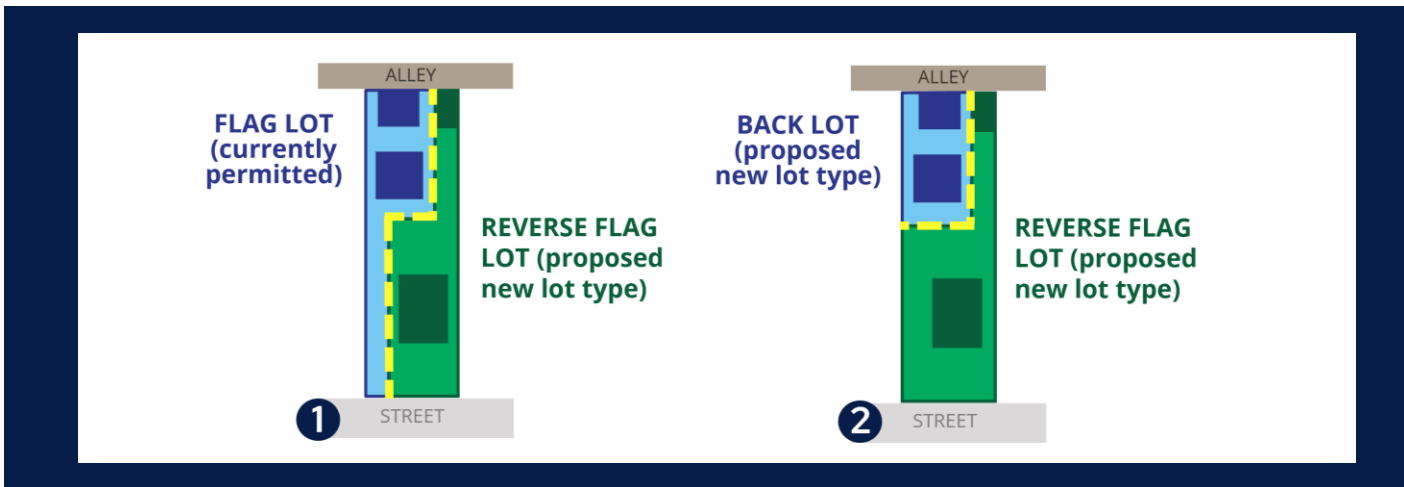 ALLEY
FLAG LOT
(currently
permitted)
REVERSE FLAG
LOT (proposed
new lot type)
1
STREET
ALLEY
BACK LOT
(proposed
new lot type)
REVERSE FLAG
LOT (proposed
new lot type)
2
STREET